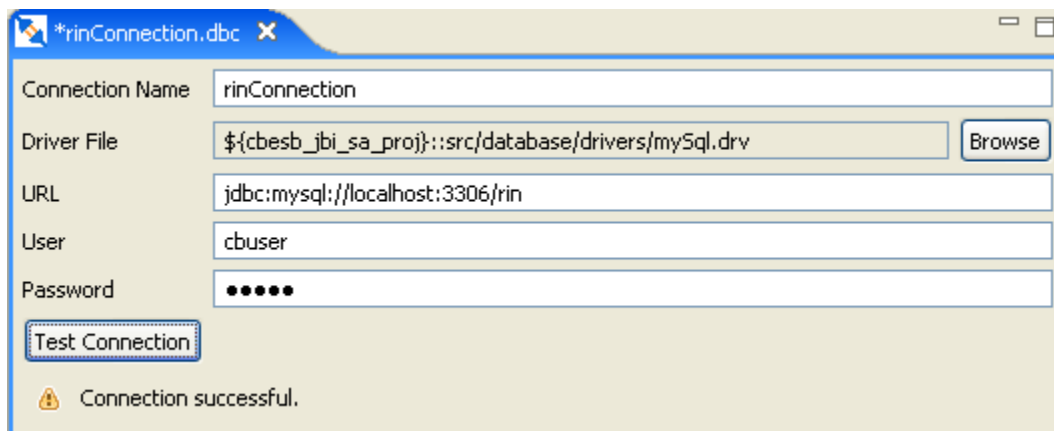 *rinConnection.dbc
Connection Name rinConnection
Driver File ${cbesb_jbi_sa_proj}::src/database/drivers/mySql.drv Browse
URL jdbc:mysql://localhost:3306/rin
User cbuser
Password ●●●●●
Test Connection
Connection successful.